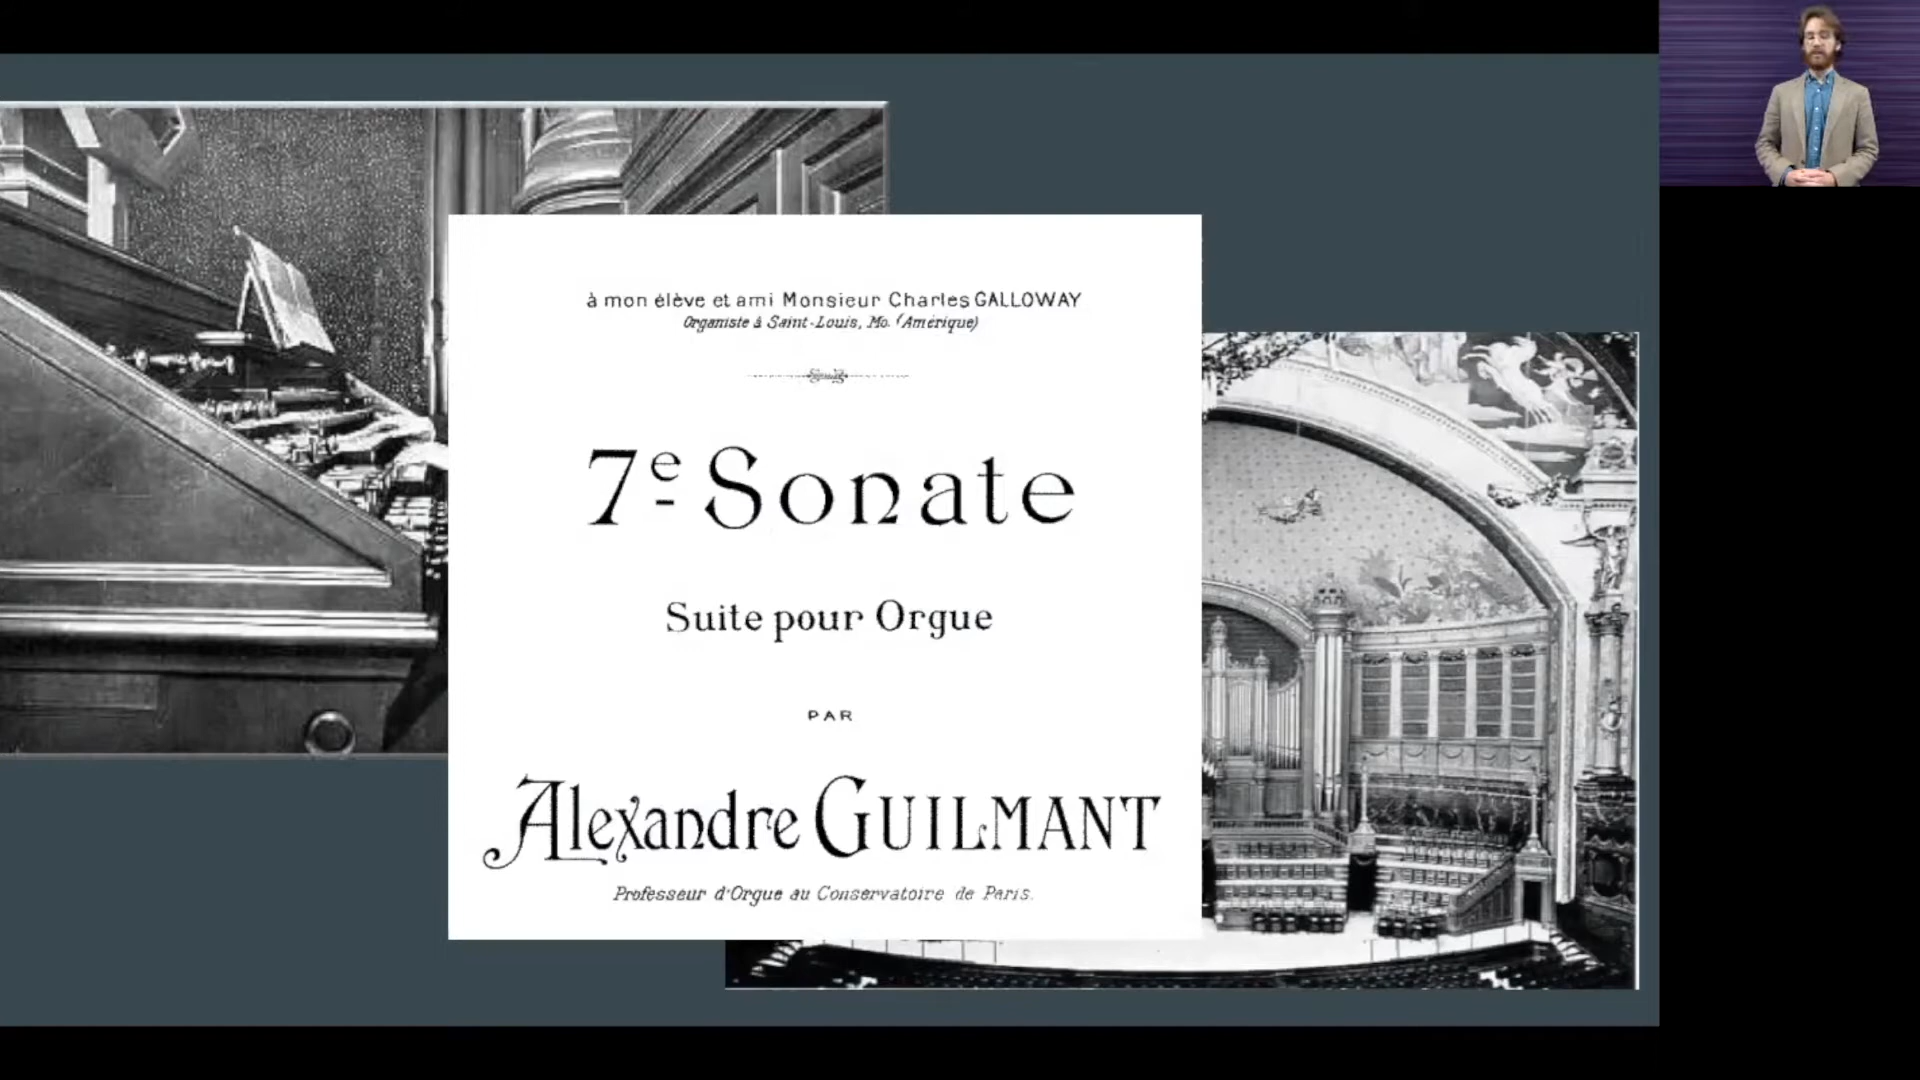 à mon élève et ami Monsieur Charles GALLOWAY
Organiste à Saint-Louis, Mo. (Amérique)
7e Sonate
Suite pour Orgue
PAR
Alexandre GUILMANT
Professeur d'Orgue au Conservatoire de Paris.